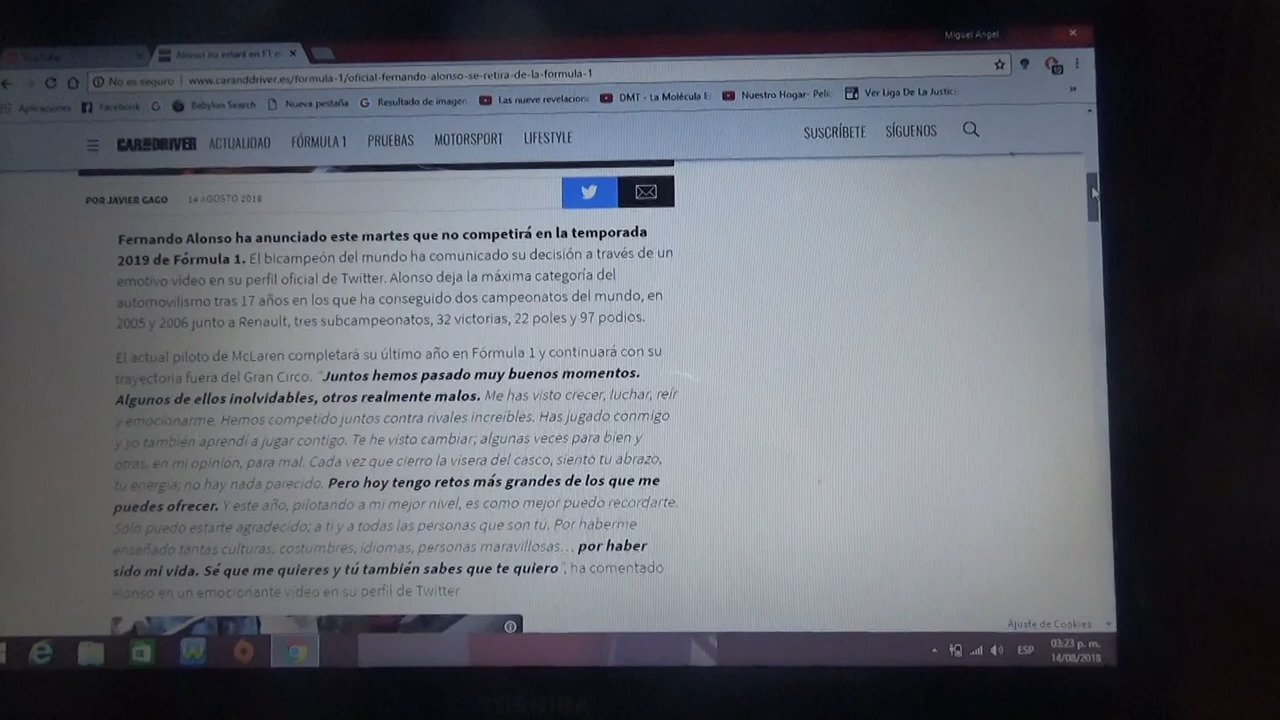 Miguel Angel
YouTube
Alonso no estará en F1 e
No es seguro | www.caranddriver.es/formula-1/oficial-fernando-alonso-se-retira-de-la-formula-1
Aplicaciones Facebook Babylon Search Nueva pestaña Resultado de imagen Las nueve revelacione DMT - La Molécula E Nuestro Hogar- Pelí Ver Liga De La Justic »
CAR AND DRIVER ACTUALIDAD FÓRMULA 1 PRUEBAS MOTORSPORT LIFESTYLE SUSCRÍBETE SÍGUENOS
POR JAVIER GACO 14 AGOSTO 2018
Fernando Alonso ha anunciado este martes que no competirá en la temporada
2019 de Fórmula 1. El bicampeón del mundo ha comunicado su decisión a través de un
emotivo vídeo en su perfil oficial de Twitter. Alonso deja la máxima categoría del
automovilismo tras 17 años en los que ha conseguido dos campeonatos del mundo, en
2005 y 2006 junto a Renault, tres subcampeonatos, 32 victorias, 22 poles y 97 podios.
El actual piloto de McLaren completará su último año en Fórmula 1 y continuará con su
trayectoria fuera del Gran Circo. "Juntos hemos pasado muy buenos momentos.
Algunos de ellos inolvidables, otros realmente malos. Me has visto crecer, luchar, reír
y emocionarme. Hemos competido juntos contra rivales increíbles. Has jugado conmigo
y yo también aprendí a jugar contigo. Te he visto cambiar; algunas veces para bien y
otras, en mi opinión, para mal. Cada vez que cierro la visera del casco, siento tu abrazo,
tu energía; no hay nada parecido. Pero hoy tengo retos más grandes de los que me
puedes ofrecer. Y este año, pilotando a mi mejor nivel, es como mejor puedo recordarte.
Sólo puedo estarte agradecido; a ti y a todas las personas que son tú. Por haberme
enseñado tantas culturas, costumbres, idiomas, personas maravillosas… por haber
sido mi vida. Sé que me quieres y tú también sabes que te quiero", ha comentado
Alonso en un emocionante vídeo en su perfil de Twitter
Ajuste de Cookies
ESP
03:23 p. m.
14/08/2018
TOSHIBA